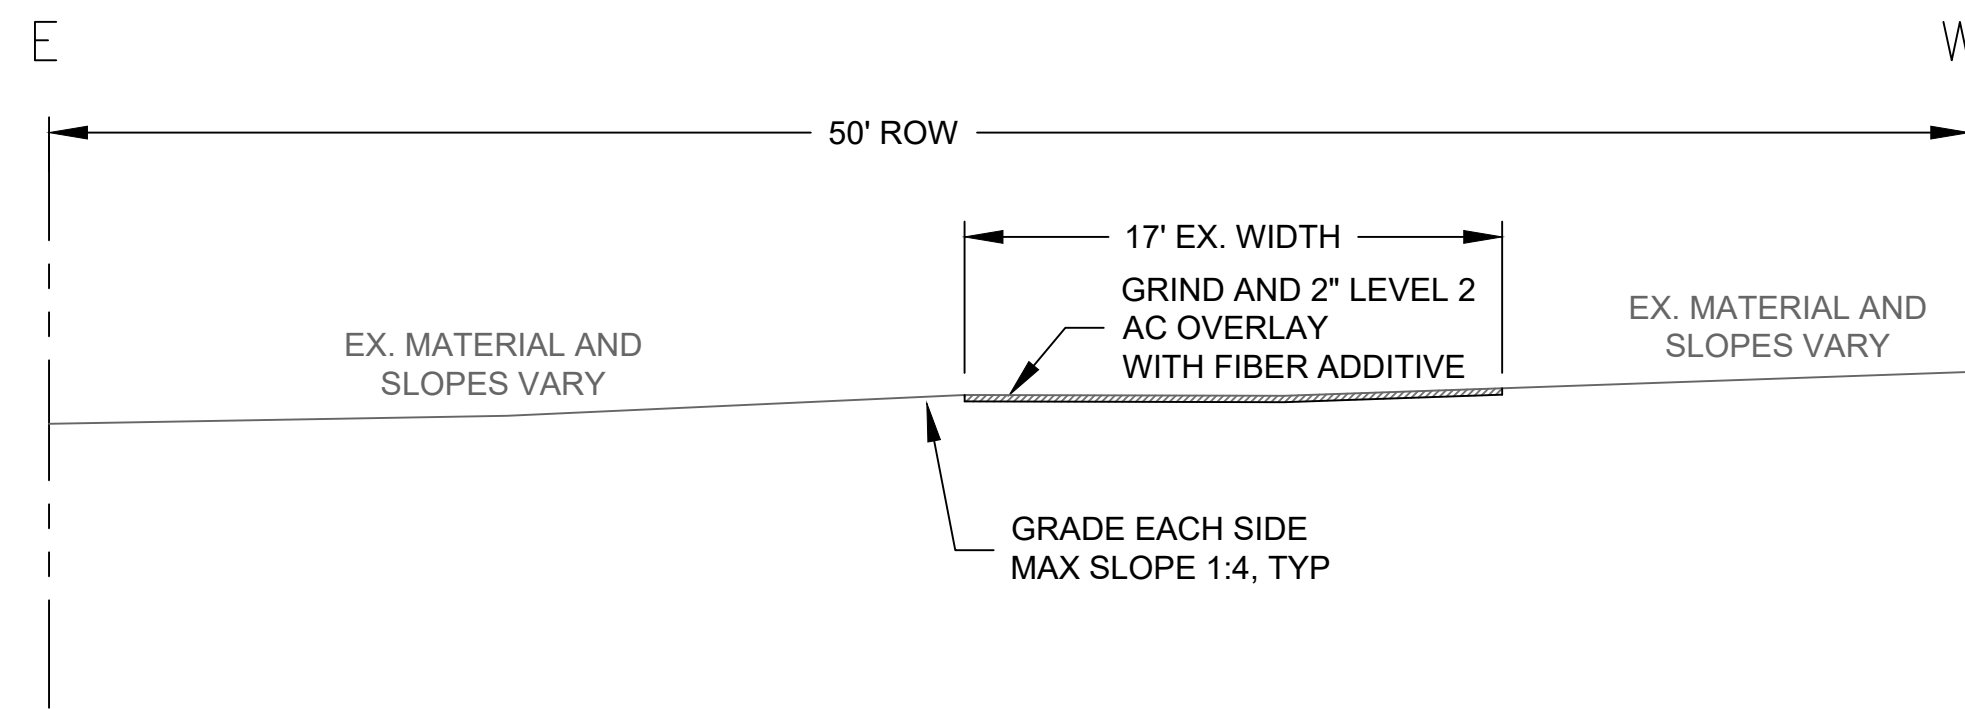 E
W
50' ROW
17' EX. WIDTH
GRIND AND 2" LEVEL 2
AC OVERLAY
WITH FIBER ADDITIVE
EX. MATERIAL AND
SLOPES VARY
EX. MATERIAL AND
SLOPES VARY
GRADE EACH SIDE
MAX SLOPE 1:4, TYP